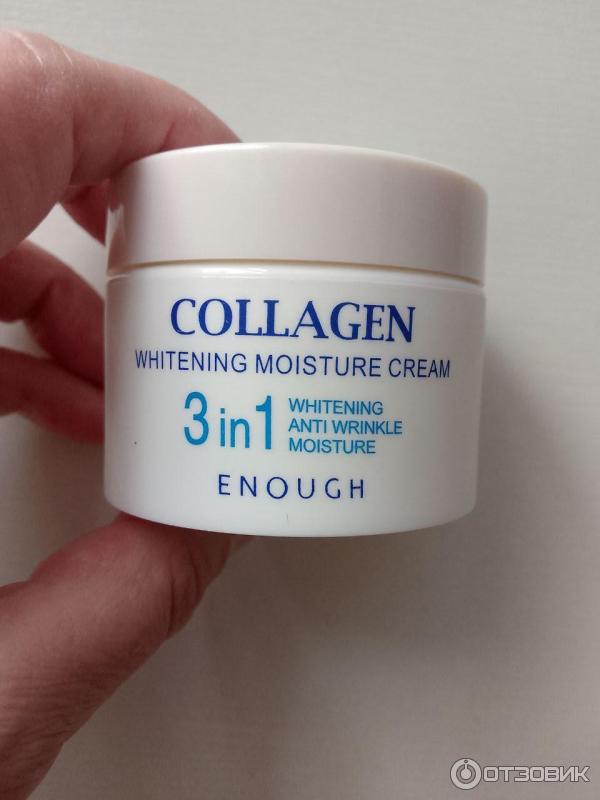 COLLAGEN
WHITENING MOISTURE CREAM
3 in 1
WHITENING
ANTI WRINKLE
MOISTURE
ENOUGH
ОТЗОВИК